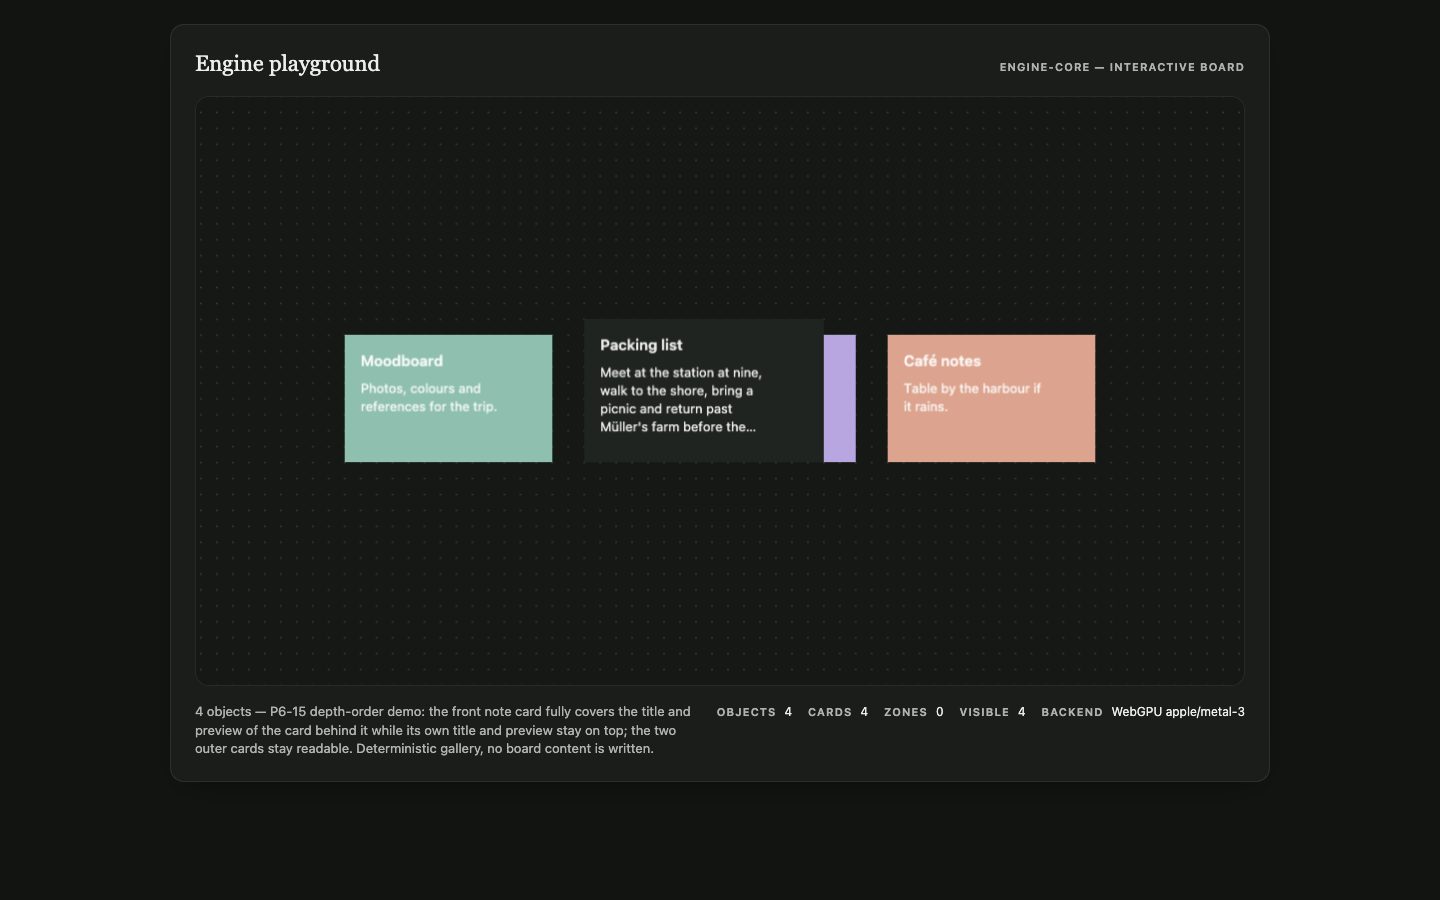 Engine playground
ENGINE-CORE — INTERACTIVE BOARD
Moodboard
Photos, colours and
references for the trip.
Packing list
Meet at the station at nine,
walk to the shore, bring a
picnic and return past
Müller's farm before the...
Café notes
Table by the harbour if
it rains.
4 objects — P6-15 depth-order demo: the front note card fully covers the title and
preview of the card behind it while its own title and preview stay on top; the two
outer cards stay readable. Deterministic gallery, no board content is written.
OBJECTS 4 CARDS 4 ZONES 0 VISIBLE 4 BACKEND WebGPU apple/metal-3